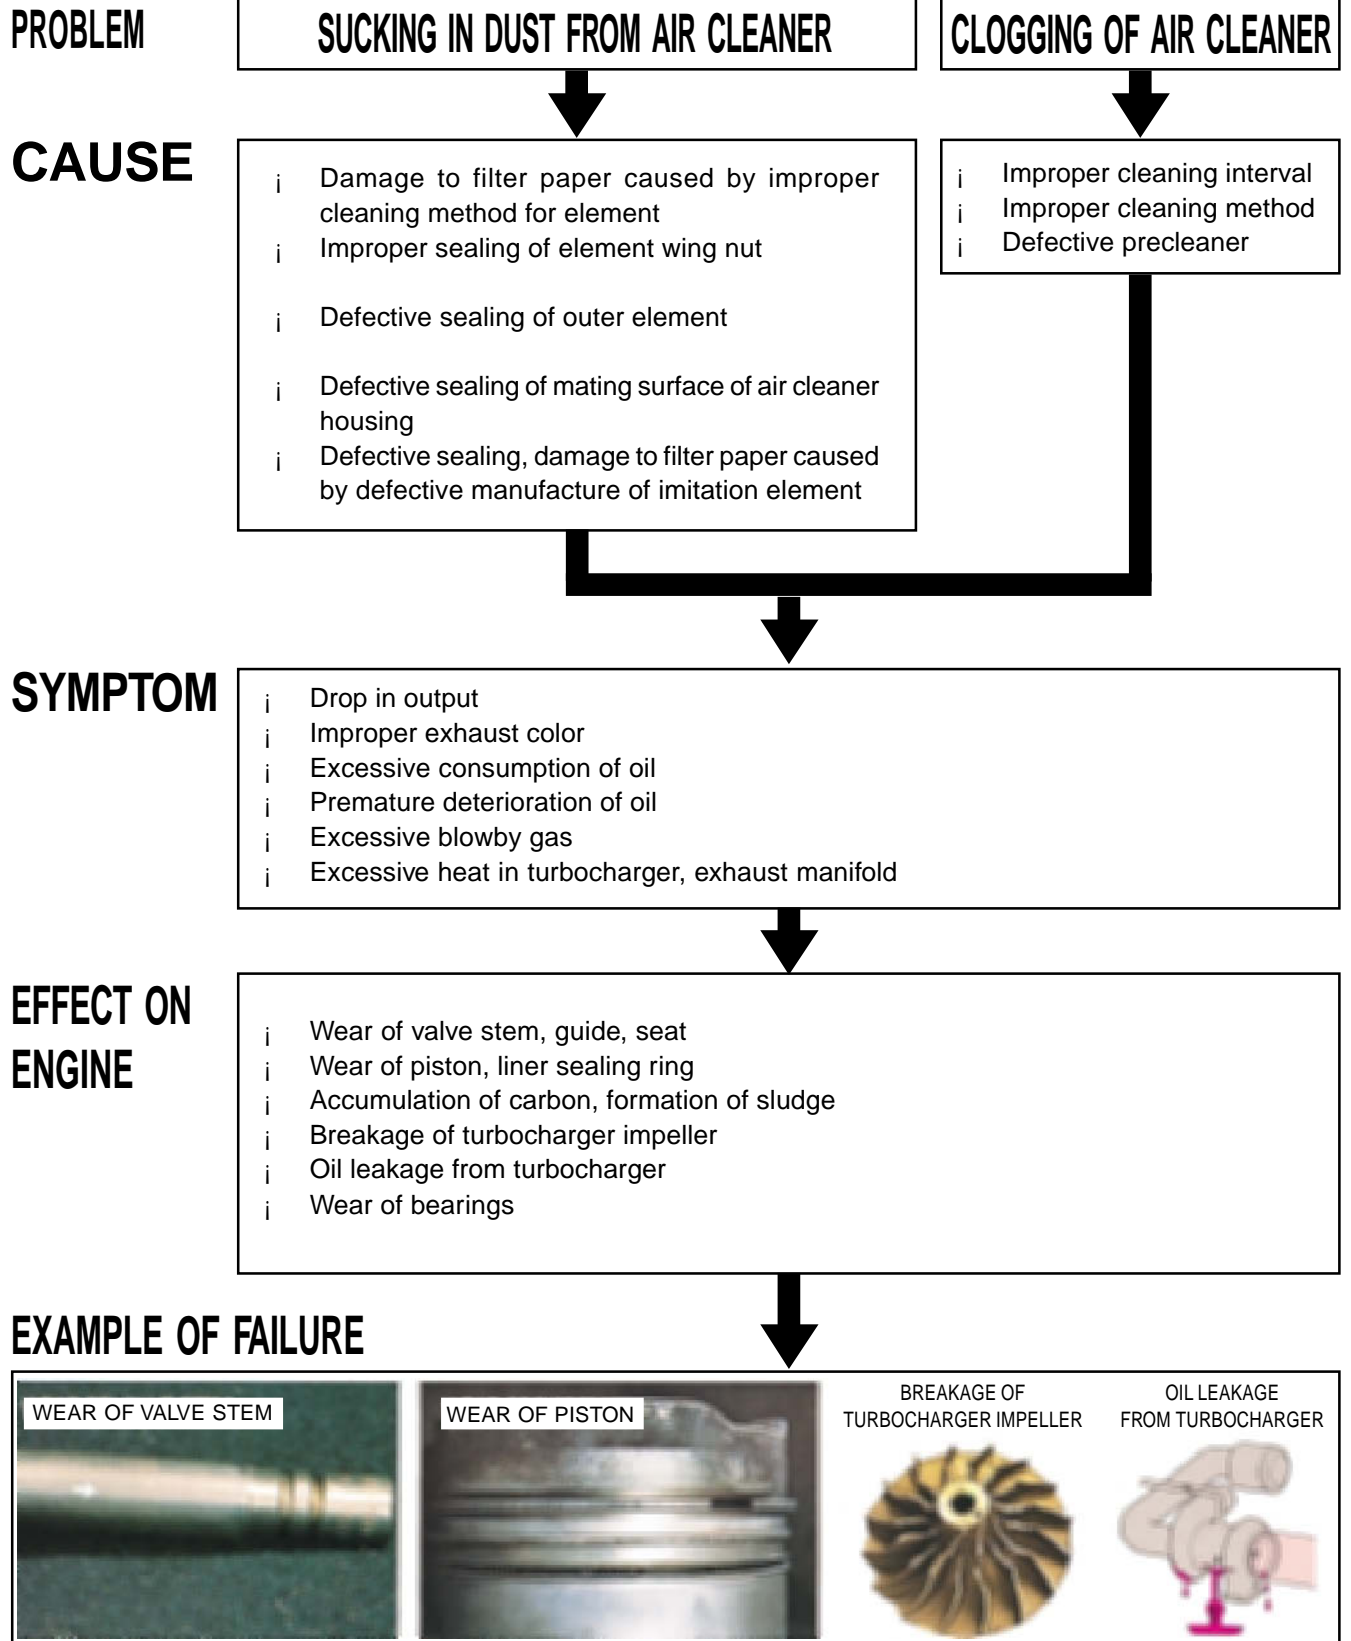 PROBLEM
SUCKING IN DUST FROM AIR CLEANER
CLOGGING OF AIR CLEANER
CAUSE
¡ Damage to filter paper caused by improper
cleaning method for element
¡ Improper sealing of element wing nut
¡ Defective sealing of outer element
¡ Defective sealing of mating surface of air cleaner
housing
¡ Defective sealing, damage to filter paper caused
by defective manufacture of imitation element
¡ Improper cleaning interval
¡ Improper cleaning method
¡ Defective precleaner
SYMPTOM
¡ Drop in output
¡ Improper exhaust color
¡ Excessive consumption of oil
¡ Premature deterioration of oil
¡ Excessive blowby gas
¡ Excessive heat in turbocharger, exhaust manifold
EFFECT ON
ENGINE
¡ Wear of valve stem, guide, seat
¡ Wear of piston, liner sealing ring
¡ Accumulation of carbon, formation of sludge
¡ Breakage of turbocharger impeller
¡ Oil leakage from turbocharger
¡ Wear of bearings
EXAMPLE OF FAILURE
WEAR OF VALVE STEM
WEAR OF PISTON
BREAKAGE OF
TURBOCHARGER IMPELLER
OIL LEAKAGE
FROM TURBOCHARGER